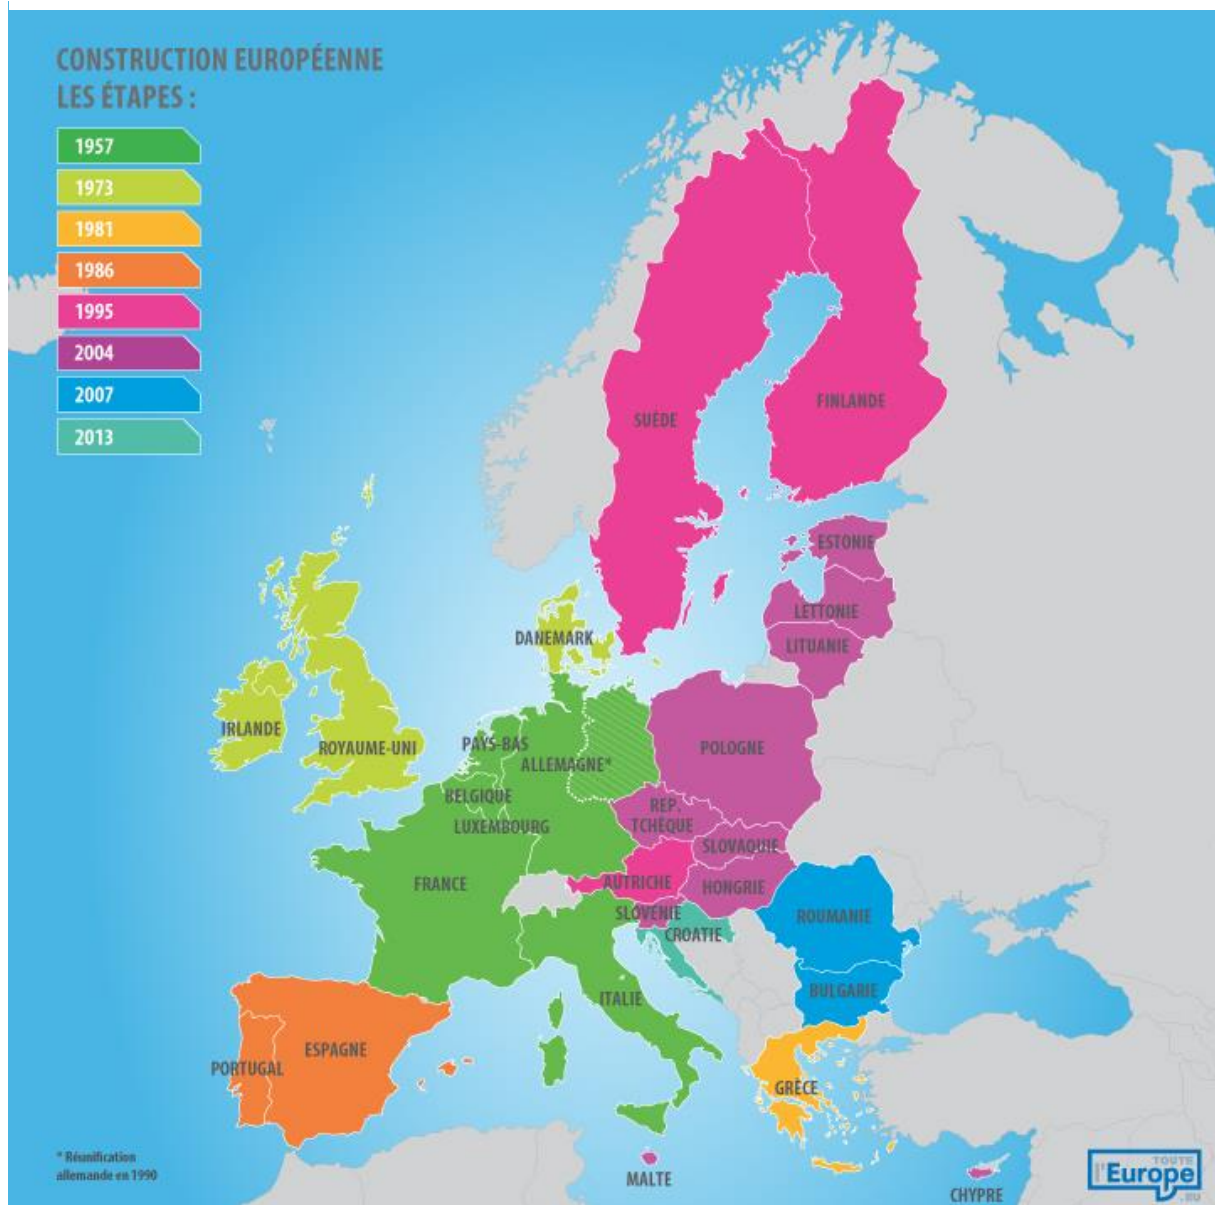 CONSTRUCTION EUROPÉENNE
LES ÉTAPES :
1957
1973
1981
1986
1995
2004
2007
2013
SUÈDE
FINLANDE
ESTONIE
LETTONIE
LITUANIE
DANEMARK
IRLANDE
ROYAUME-UNI
PAYS-BAS
ALLEMAGNE*
POLOGNE
BELGIQUE
LUXEMBOURG
REP.
TCHÈQUE
SLOVAQUIE
FRANCE
AUTRICHE
HONGRIE
SLOVÉNIE
CROATIE
ROUMANIE
BULGARIE
ITALIE
ESPAGNE
PORTUGAL
GRÈCE
MALTE
CHYPRE
* Réunification
allemande en 1990
TOUTE
l'Europe
.EU